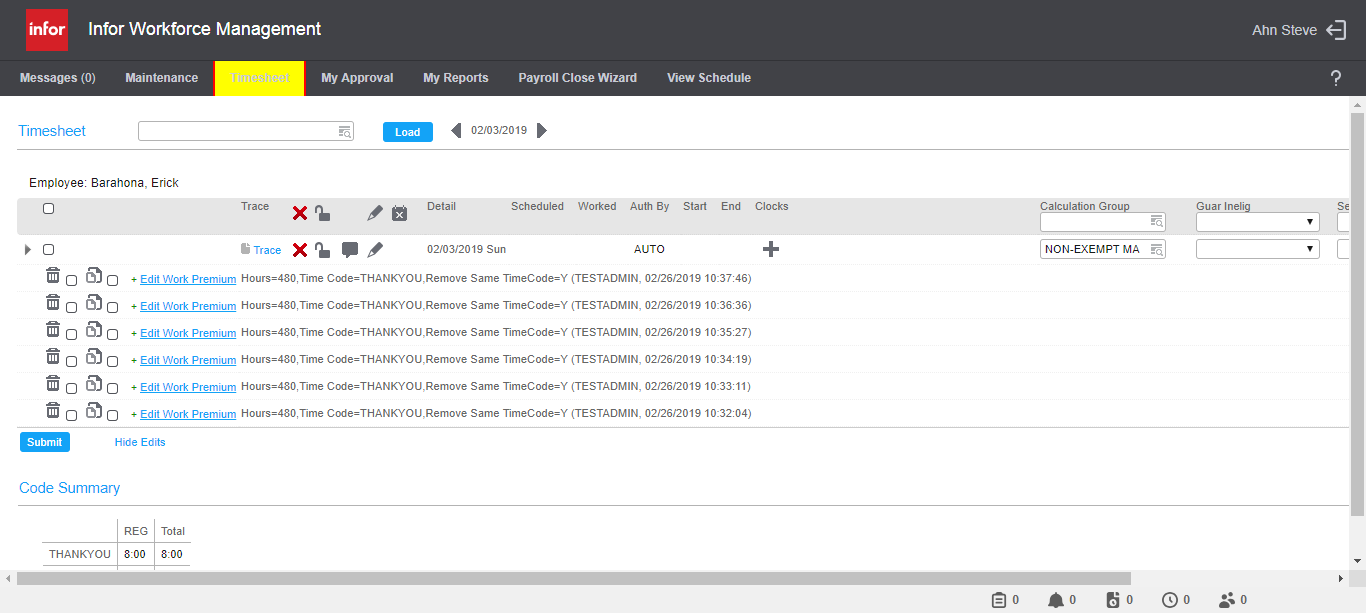 infor Infor Workforce Management Ahn Steve
Messages (0) Maintenance Timesheet My Approval My Reports Payroll Close Wizard View Schedule ?
Timesheet Load 02/03/2019
Employee: Barahona, Erick
Trace Detail Scheduled Worked Auth By Start End Clocks Calculation Group Guar Inelig Se
Trace 02/03/2019 Sun AUTO NON-EXEMPT MA
+ Edit Work Premium Hours=480,Time Code=THANKYOU,Remove Same TimeCode=Y (TESTADMIN, 02/26/2019 10:37:46)
+ Edit Work Premium Hours=480,Time Code=THANKYOU,Remove Same TimeCode=Y (TESTADMIN, 02/26/2019 10:36:36)
+ Edit Work Premium Hours=480,Time Code=THANKYOU,Remove Same TimeCode=Y (TESTADMIN, 02/26/2019 10:35:27)
+ Edit Work Premium Hours=480,Time Code=THANKYOU,Remove Same TimeCode=Y (TESTADMIN, 02/26/2019 10:34:19)
+ Edit Work Premium Hours=480,Time Code=THANKYOU,Remove Same TimeCode=Y (TESTADMIN, 02/26/2019 10:33:11)
+ Edit Work Premium Hours=480,Time Code=THANKYOU,Remove Same TimeCode=Y (TESTADMIN, 02/26/2019 10:32:04)
Submit Hide Edits
Code Summary
REG Total
THANKYOU 8:00 8:00
0 0 0 0 0